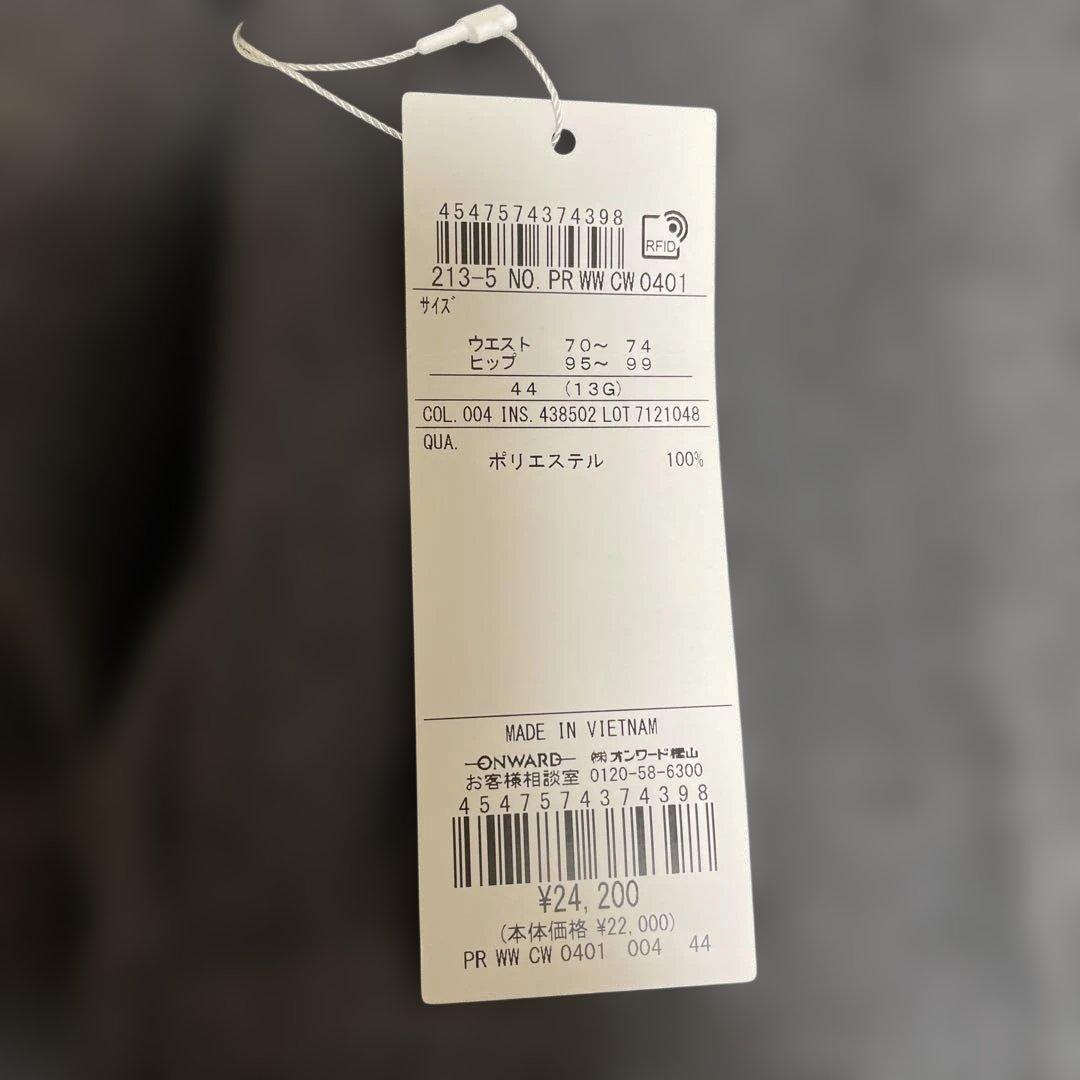 4547574374398
RFID
213-5 NO. PR WW CW 0401
サイズ
ウエスト 70～ 74
ヒップ 95～ 99
44 (13G)
COL. 004 INS. 438502 LOT 7121048
QUA.
ポリエステル 100%
MADE IN VIETNAM
ONWARD ㈱オンワード樫山
お客様相談室 0120-58-6300
4547574374398
¥24,200
(本体価格 ¥22,000)
PR WW CW 0401 004 44